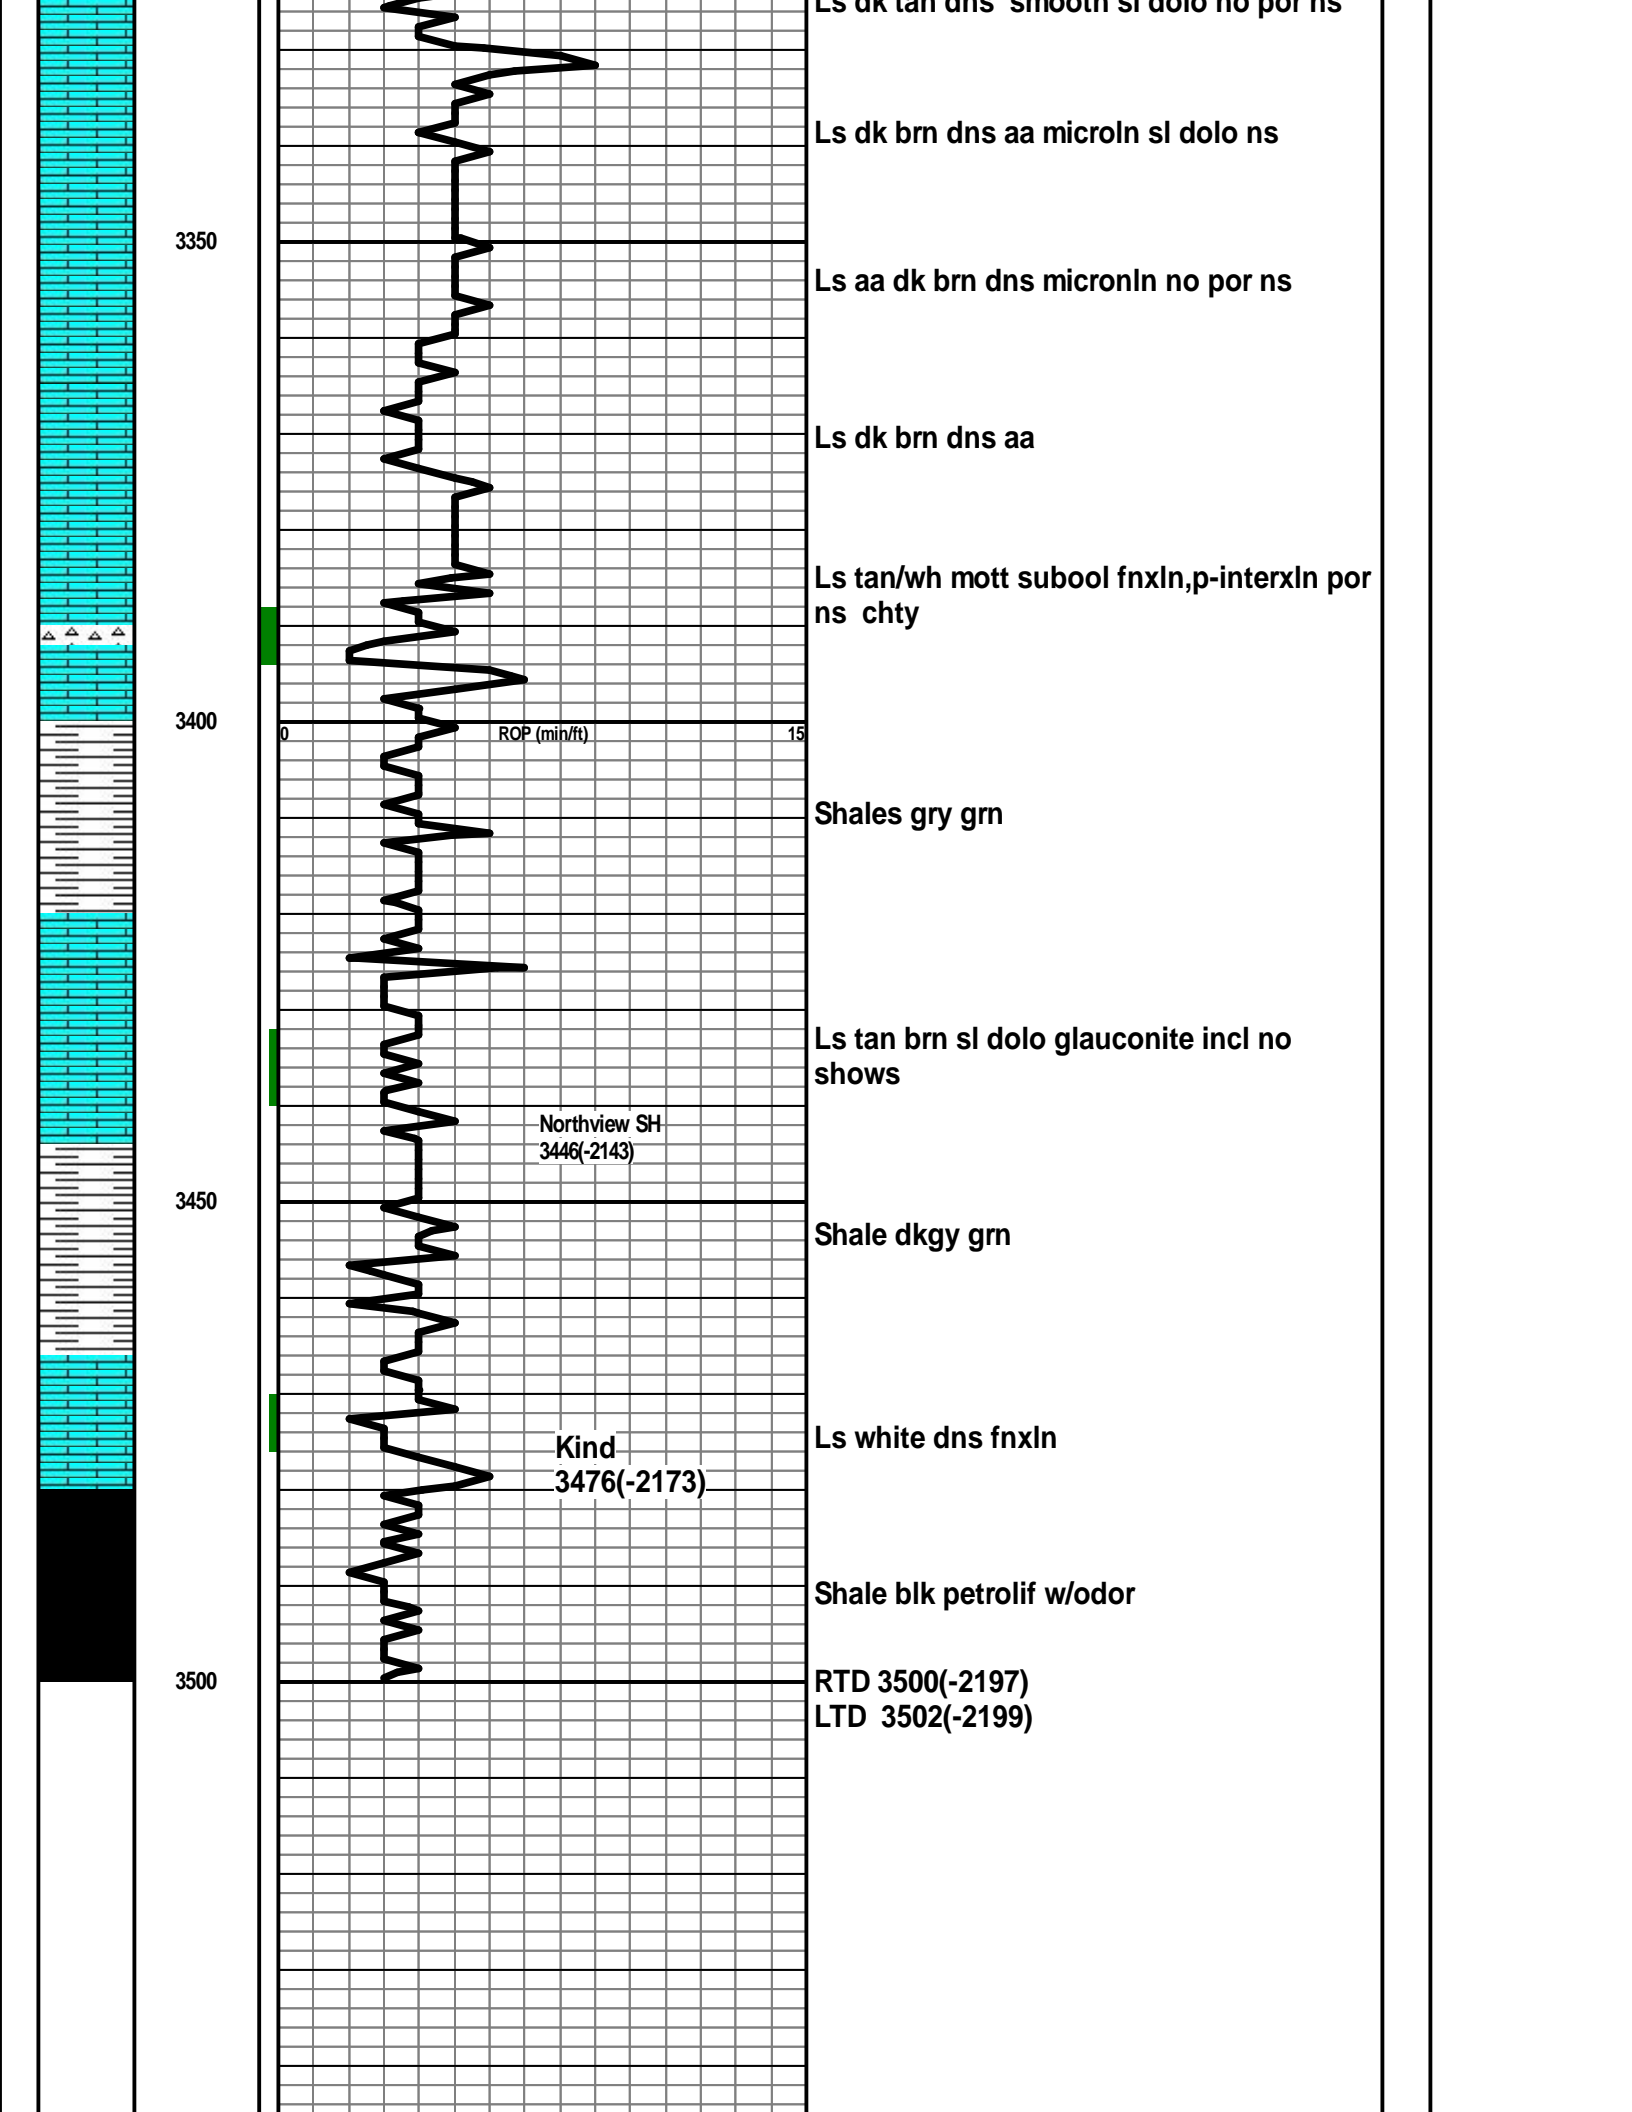 Ls dk tan dns smooth sl dolo no por ns
Ls dk brn dns aa microln sl dolo ns
3350
Ls aa dk brn dns micronln no por ns
Ls dk brn dns aa
Ls tan/wh mott subool fnxln,p-interxln por
ns chty
3400
0 ROP (min/ft) 15
Shales gry grn
Ls tan brn sl dolo glauconite incl no
shows
Northview SH
3446(-2143)
3450
Shale dkgy grn
Ls white dns fnxln
Kind
3476(-2173)
Shale blk petrolif w/odor
3500
RTD 3500(-2197)
LTD 3502(-2199)